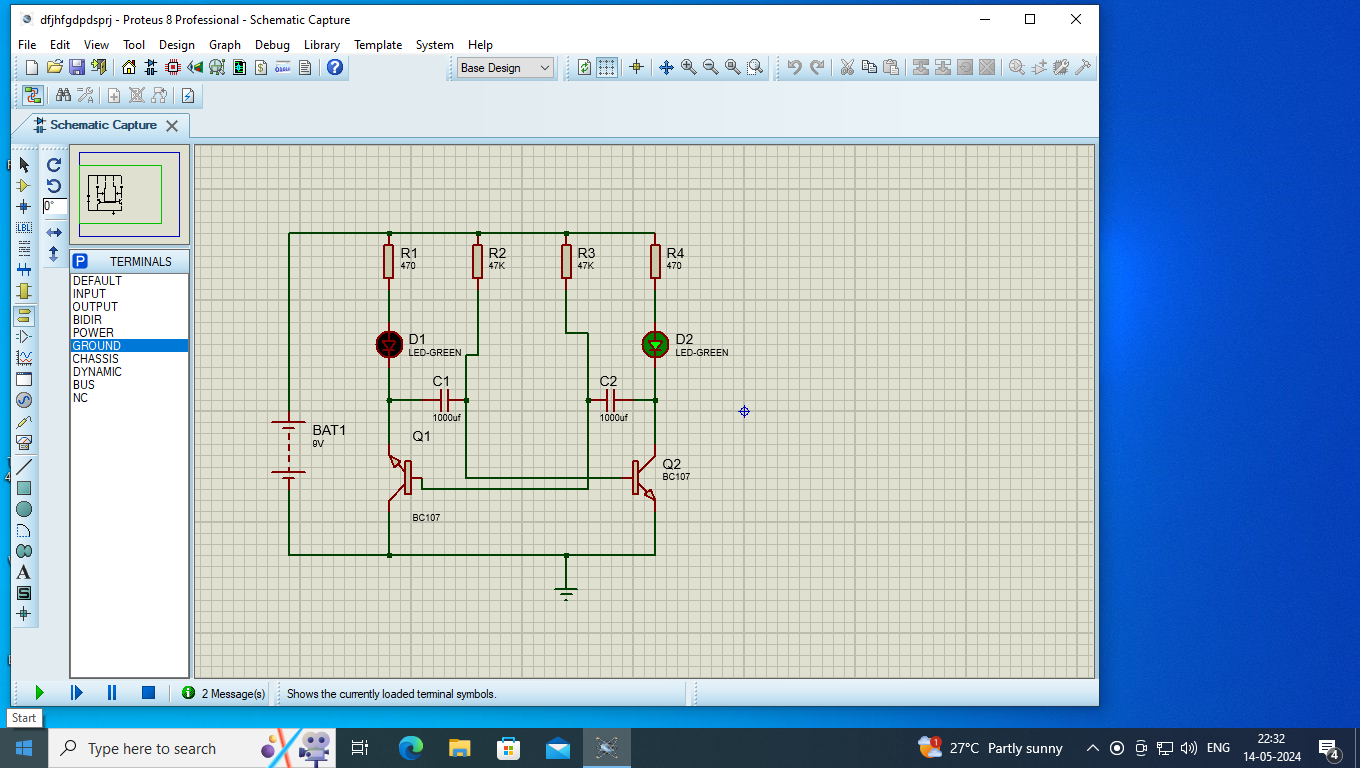 dfjhfgdpdsprj - Proteus 8 Professional - Schematic Capture
File Edit View Tool Design Graph Debug Library Template System Help
Base Design
Schematic Capture
0°
LBL
P TERMINALS
DEFAULT
INPUT
OUTPUT
BIDIR
POWER
GROUND
CHASSIS
DYNAMIC
BUS
NC
A
S
R1
470
R2
47K
R3
47K
R4
470
D1
LED-GREEN
D2
LED-GREEN
C1
1000uf
C2
1000uf
BAT1
9V
Q1
BC107
Q2
BC107
2 Message(s)
Shows the currently loaded terminal symbols.
Start
Type here to search
1
27°C Partly sunny
ENG
22:32
14-05-2024
4